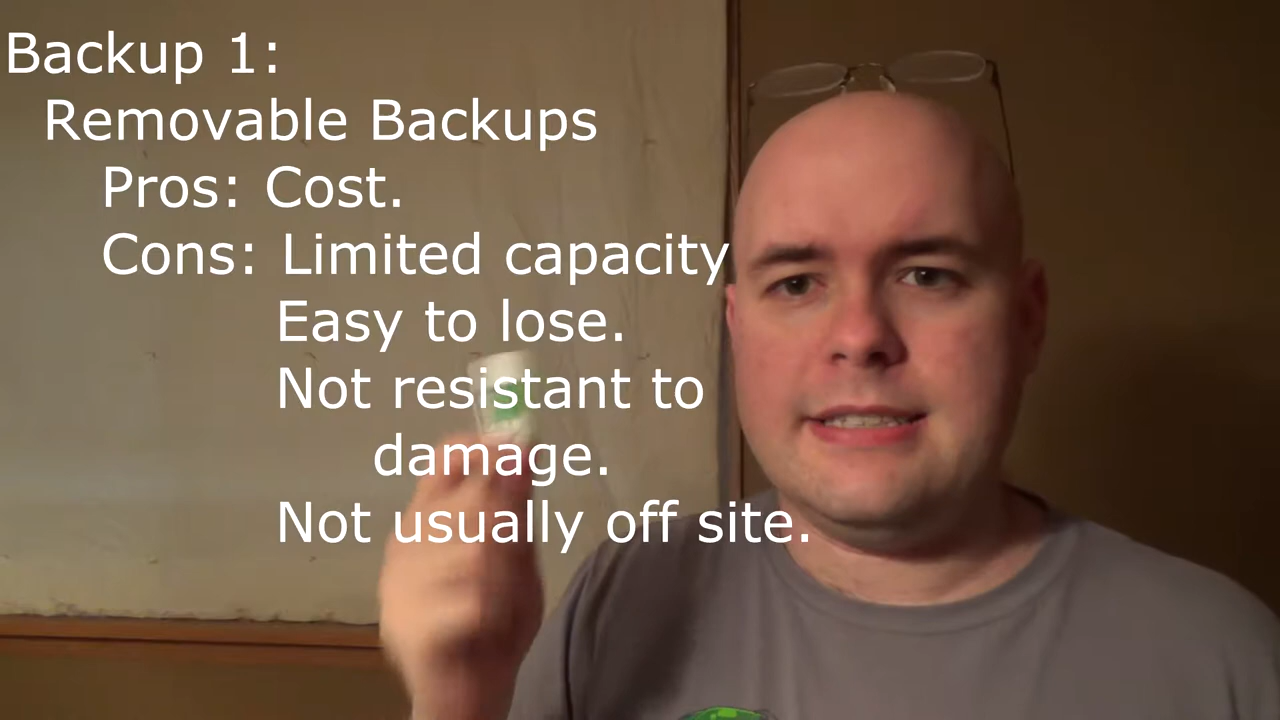 Backup 1:
Removable Backups
Pros: Cost.
Cons: Limited capacity
Easy to lose.
Not resistant to
damage.
Not usually off site.